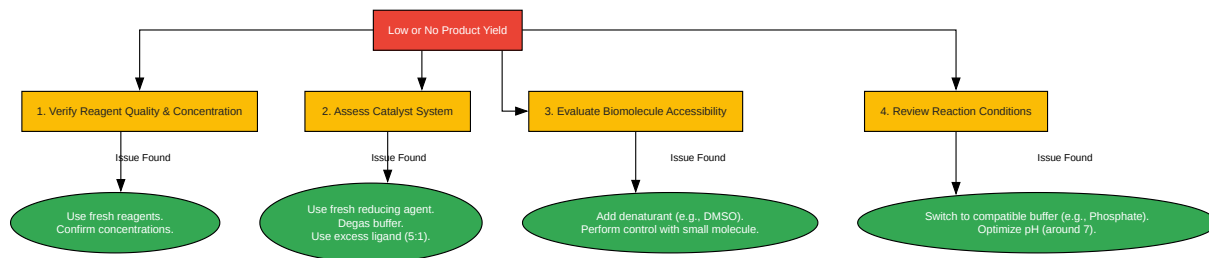 Low or No Product Yield
1. Verify Reagent Quality & Concentration
2. Assess Catalyst System
3. Evaluate Biomolecule Accessibility
4. Review Reaction Conditions
Issue Found
Issue Found
Issue Found
Issue Found
Use fresh reagents.
Confirm concentrations.
Use fresh reducing agent.
Degas buffer.
Use excess ligand (5:1).
Add denaturant (e.g., DMSO).
Perform control with small molecule.
Switch to compatible buffer (e.g., Phosphate).
Optimize pH (around 7).